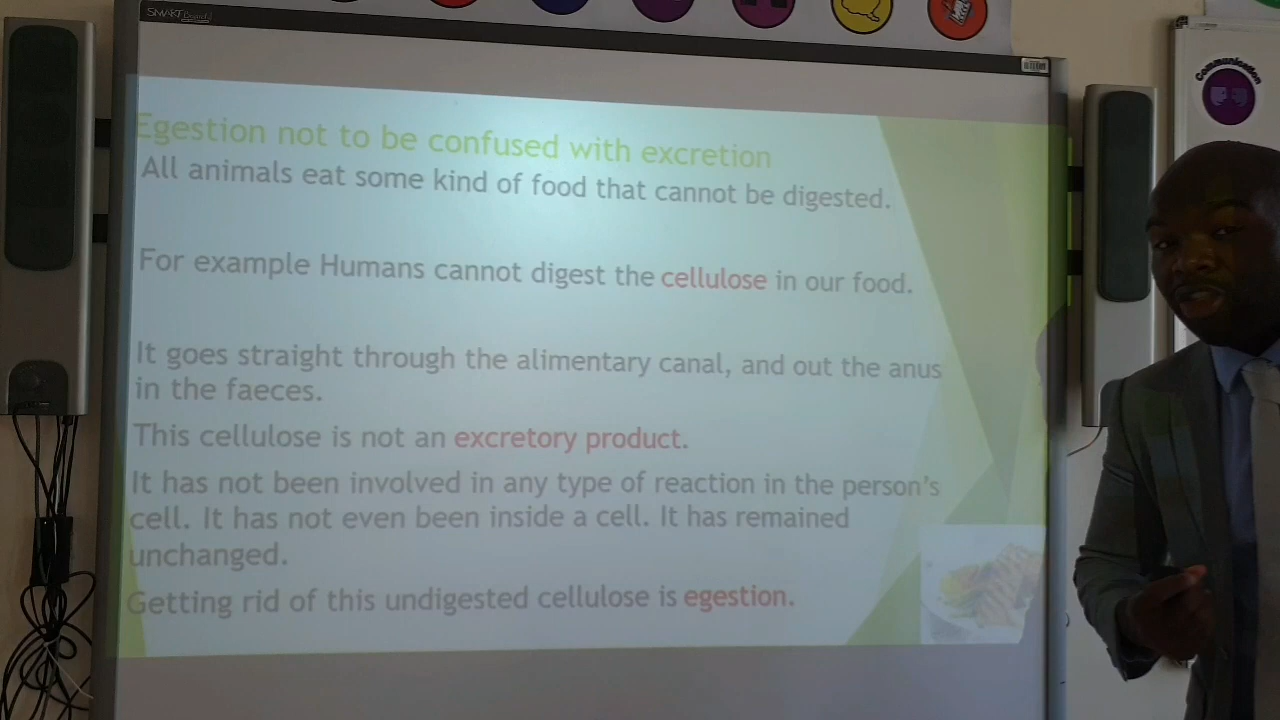 SMART Board
Communication
Egestion not to be confused with excretion
All animals eat some kind of food that cannot be digested.
For example Humans cannot digest the cellulose in our food.
It goes straight through the alimentary canal, and out the anus
in the faeces.
This cellulose is not an excretory product.
It has not been involved in any type of reaction in the person's
cell. It has not even been inside a cell. It has remained
unchanged.
Getting rid of this undigested cellulose is egestion.